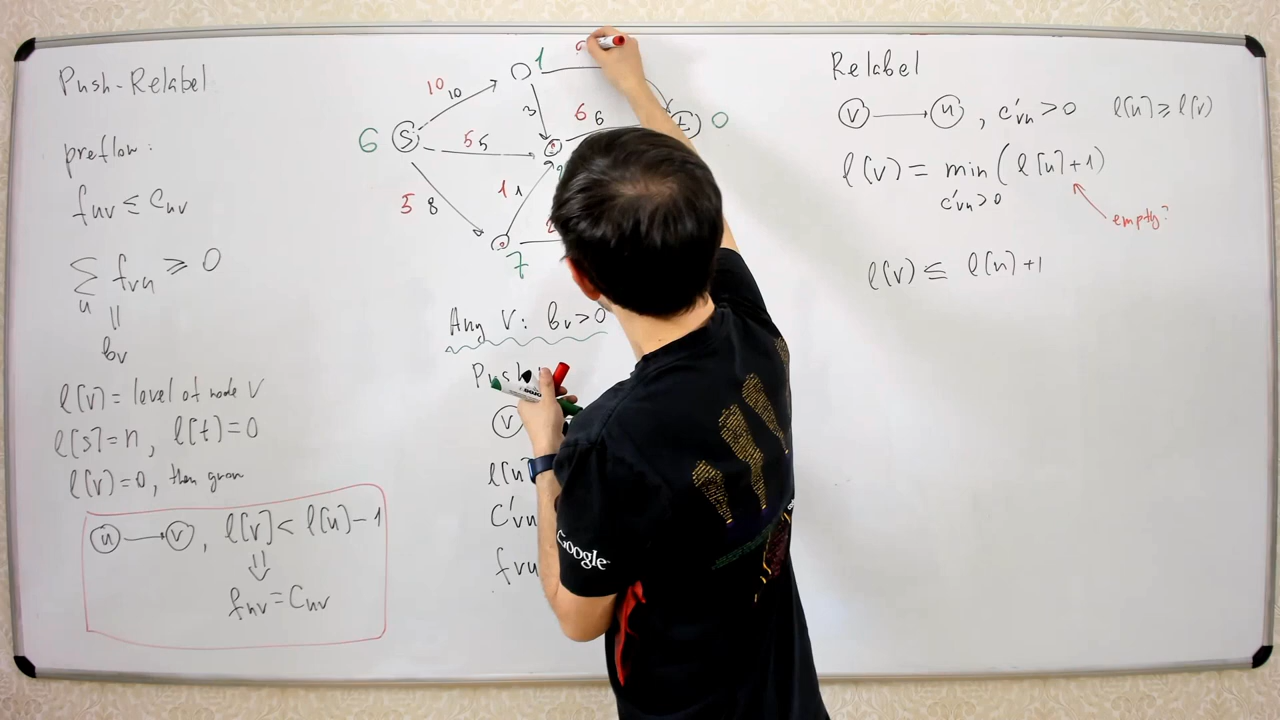 Push-Relabel
preflow:
fuv ≤ Cuv
Σ fvu ≥ 0
u
||
bv
l(v) = level of node V
l[s]=n, l[t]=0
l(v)=0, then grow
u → v, l[v] < l[u]-1
⇓
fuv = Cuv
6 S 10 10 1
5 5
5 8
3
6 6 t 0
1 1
7
Any V: bv>0
Push
v
l[u]
C'vu
fvu
Google
Relabel
v → u, c'vu > 0 l[u] ≥ l(v)
l(v) = min ( l[u]+1)
c'vu>0
empty?
l(v) ≤ l[u]+1